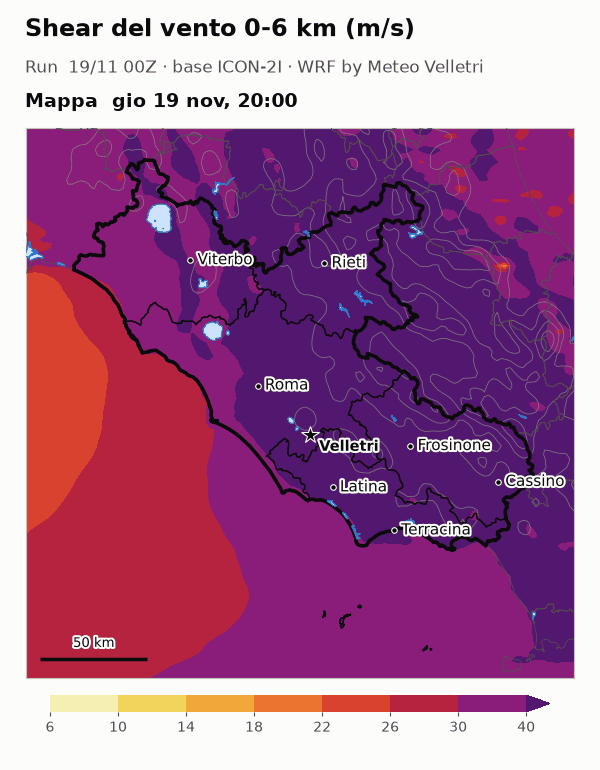 Shear del vento 0-6 km (m/s)
Run 19/11 00Z · base ICON-2I · WRF by Meteo Velletri
Mappa gio 19 nov, 20:00
Viterbo
Rieti
Roma
Velletri
Frosinone
Latina
Cassino
Terracina
50 km
6 10 14 18 22 26 30 40